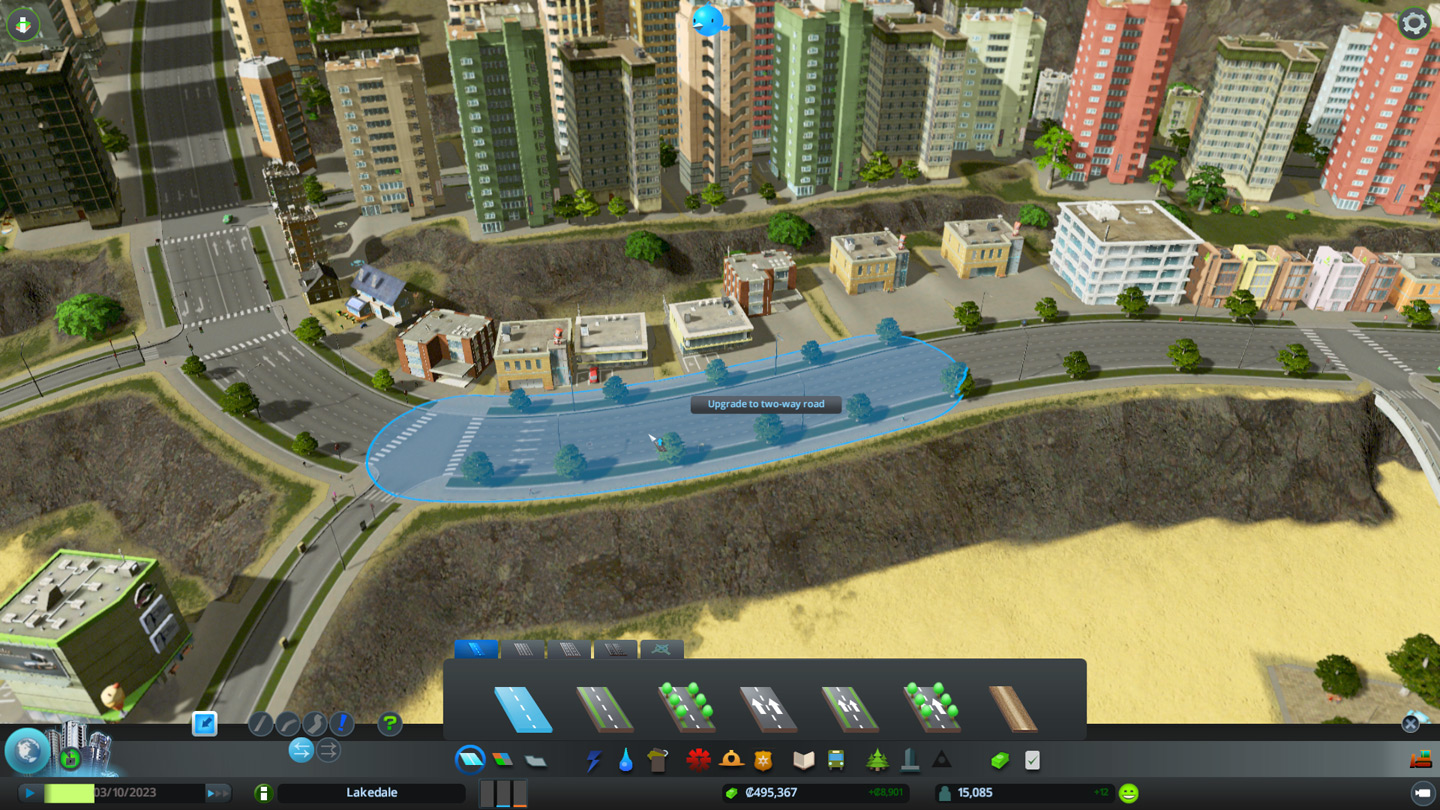 Upgrade to two-way road
03/10/2023
Lakedale
₡495,367
+₡8,901
15,085
+12